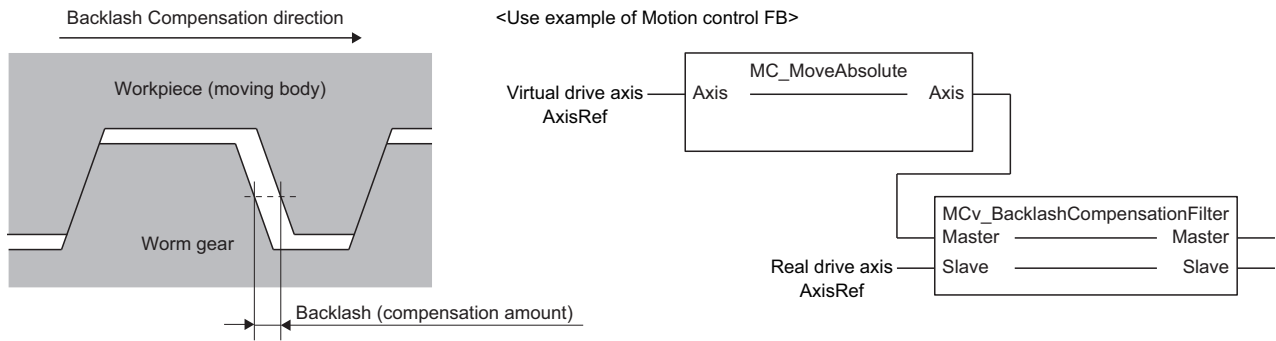 Backlash Compensation direction
Workpiece (moving body)
Worm gear
Backlash (compensation amount)
<Use example of Motion control FB>
MC_MoveAbsolute
Virtual drive axis
AxisRef
Axis
Axis
MCv_BacklashCompensationFilter
Master
Master
Real drive axis
AxisRef
Slave
Slave